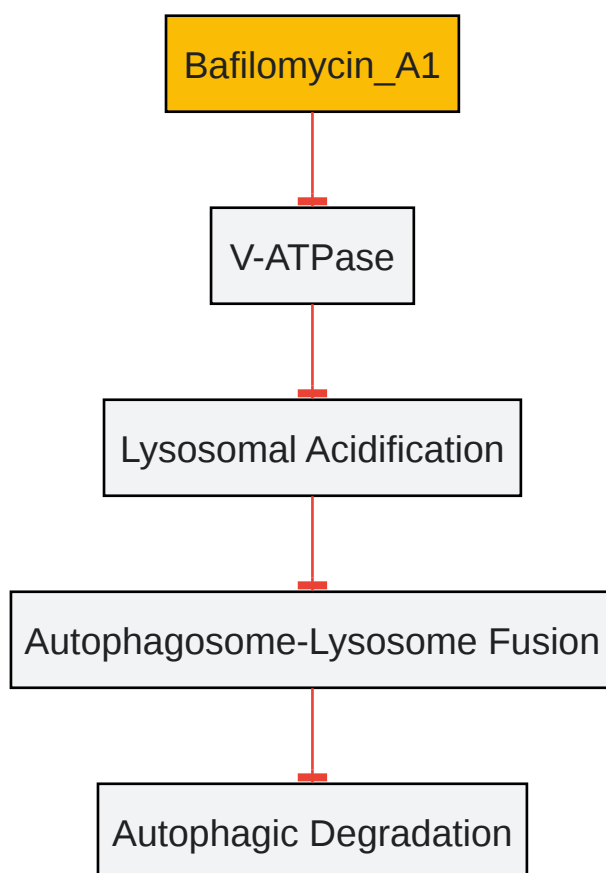 Bafilomycin_A1
V-ATPase
Lysosomal Acidification
Autophagosome-Lysosome Fusion
Autophagic Degradation